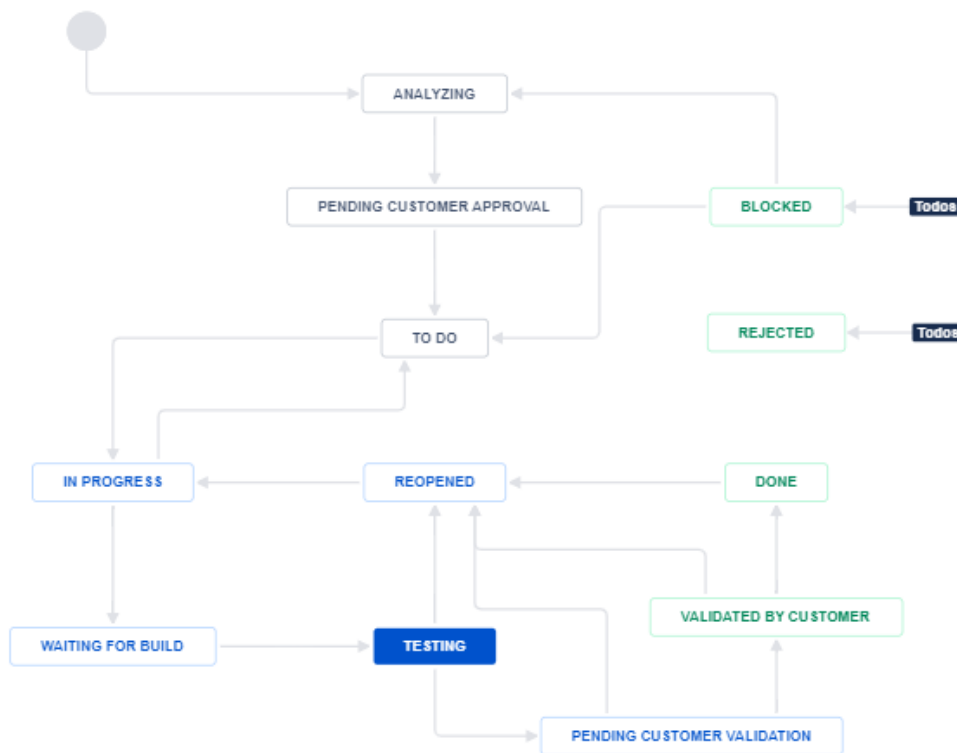 ANALYZING
PENDING CUSTOMER APPROVAL
BLOCKED
Todos
TO DO
REJECTED
Todos
IN PROGRESS
REOPENED
DONE
VALIDATED BY CUSTOMER
WAITING FOR BUILD
TESTING
PENDING CUSTOMER VALIDATION